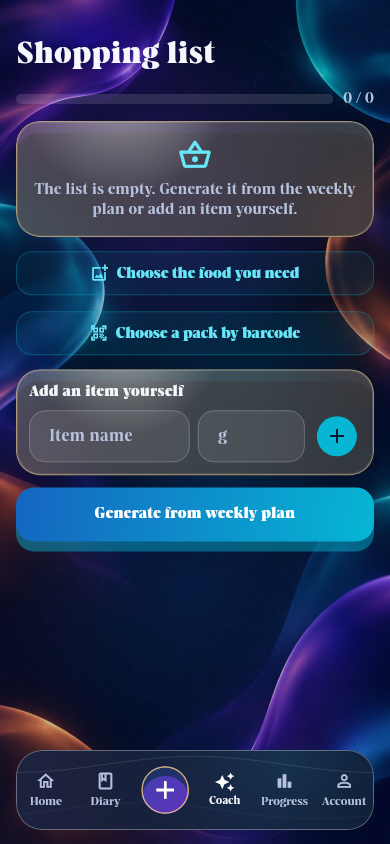 Shopping list
0 / 0
The list is empty. Generate it from the weekly
plan or add an item yourself.
Choose the food you need
Choose a pack by barcode
Add an item yourself
Item name
g
Generate from weekly plan
Home
Diary
Coach
Progress
Account